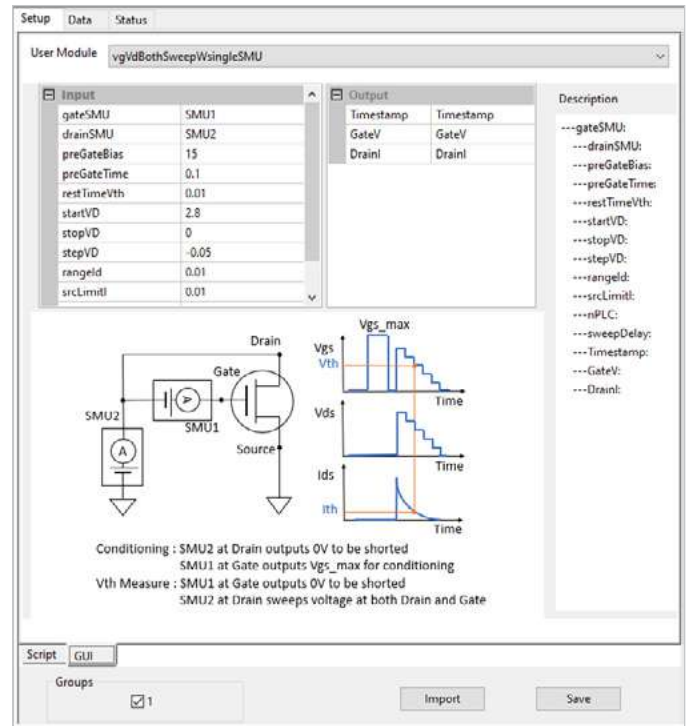 Setup Data Status
User Module vgVdBothSweepWsingleSMU
Input
gateSMU SMU1
drainSMU SMU2
preGateBias 15
preGateTime 0.1
restTimeVth 0.01
startVD 2.8
stopVD 0
stepVD -0.05
rangeId 0.01
srcLimitI 0.01
Output
Timestamp Timestamp
GateV GateV
DrainI DrainI
Description
---gateSMU:
---drainSMU:
---preGateBias:
---preGateTime:
---restTimeVth:
---startVD:
---stopVD:
---stepVD:
---rangeId:
---srcLimitI:
---nPLC:
---sweepDelay:
---Timestamp:
---GateV:
---DrainI:
Drain
Gate
A
SMU1
SMU2
A
Source
Vgs_max
Vgs
Vth
Time
Vds
Time
Ids
Ith
Time
Conditioning : SMU2 at Drain outputs 0V to be shorted
SMU1 at Gate outputs Vgs_max for conditioning
Vth Measure : SMU1 at Gate outputs 0V to be shorted
SMU2 at Drain sweeps voltage at both Drain and Gate
Script GUI
Groups
1
Import Save